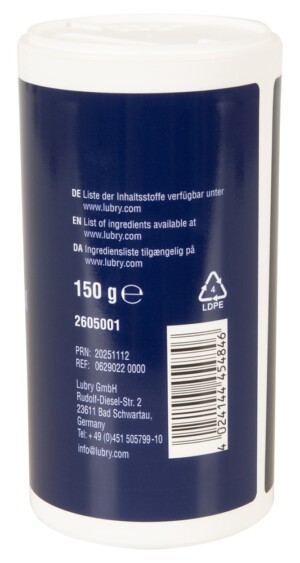 DE Liste der Inhaltsstoffe verfügbar unter
www.lubry.com
EN List of ingredients available at
www.lubry.com
DA Ingrediensliste tilgængelig på
www.lubry.com
150 g ℮
2605001
4
LDPE
PRN: 20251112
REF: 0629022 0000
Lubry GmbH
Rudolf-Diesel-Str. 2
23611 Bad Schwartau,
Germany
Tel: +49 (0)451 505799-10
info@lubry.com
4 024144 454846